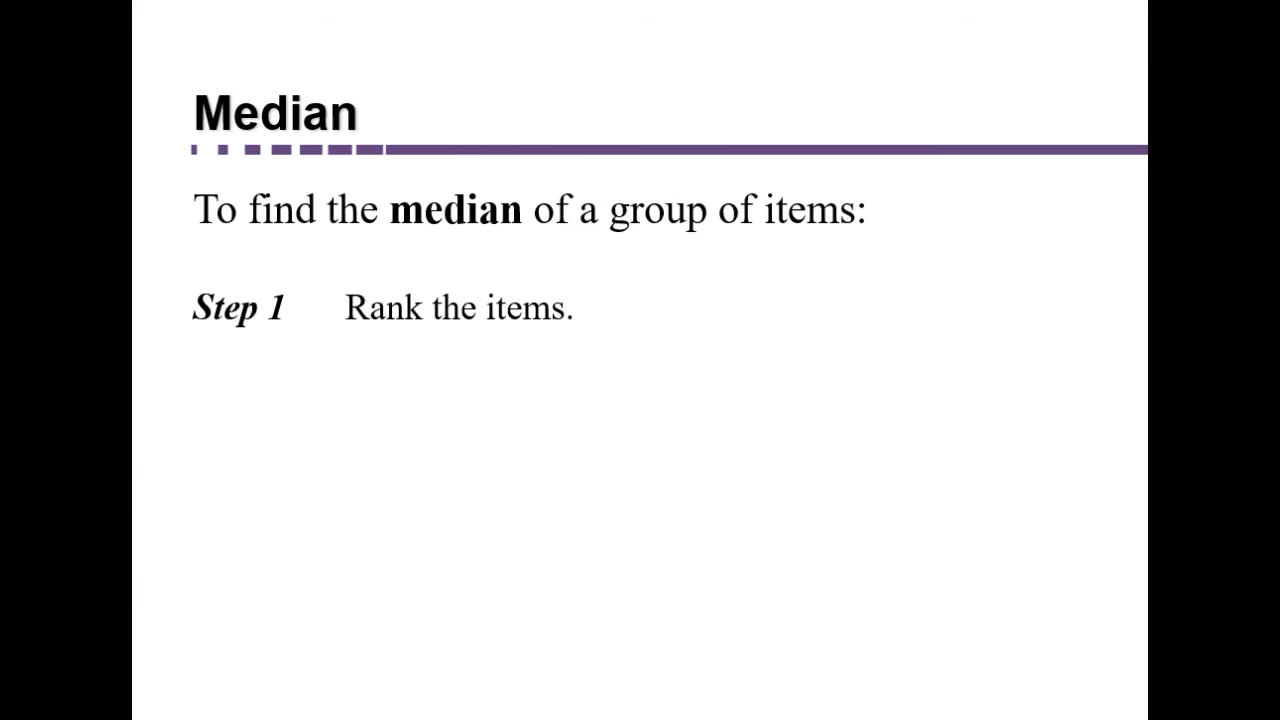 Median
To find the median of a group of items:
Step 1 Rank the items.